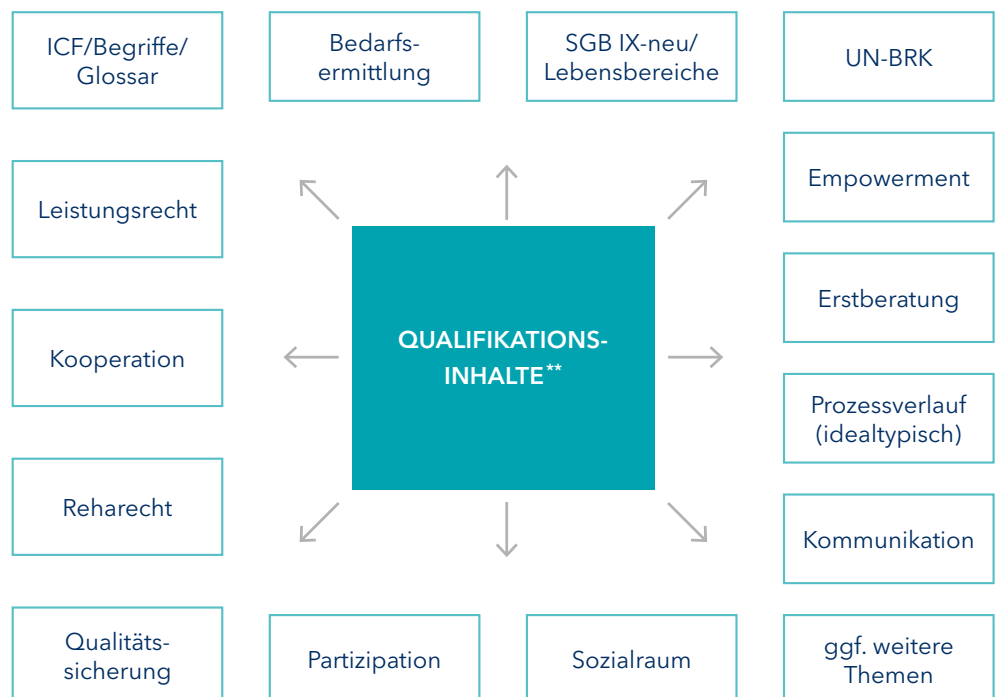 ICF/Begriffe/
Glossar
Bedarfs-
ermittlung
SGB IX-neu/
Lebensbereiche
UN-BRK
Leistungsrecht
Empowerment
Erstberatung
Kooperation
QUALIFIKATIONS-
INHALTE**
Prozessverlauf
(idealtypisch)
Reharecht
Kommunikation
Qualitäts-
sicherung
Partizipation
Sozialraum
ggf. weitere
Themen